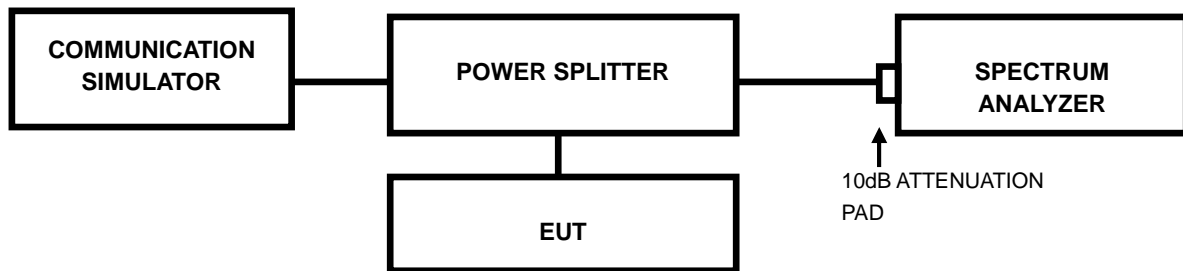 COMMUNICATION
SIMULATOR
POWER SPLITTER
SPECTRUM
ANALYZER
10dB ATTENUATION
PAD
EUT